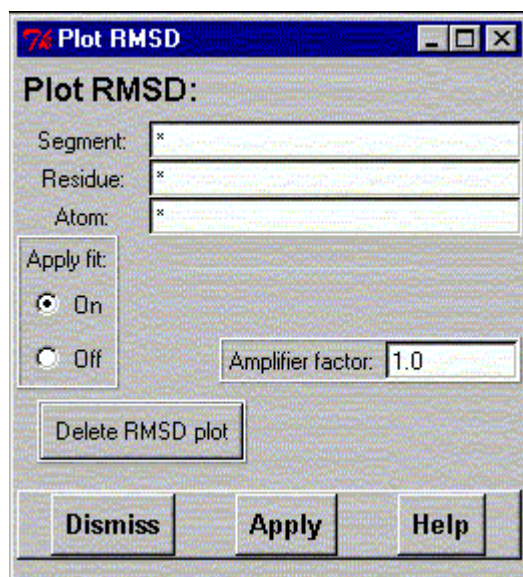 Plot RMSD
Plot RMSD:
Segment: *
Residue: *
Atom: *
Apply fit:
On
Off
Amplifier factor: 1.0
Delete RMSD plot
Dismiss Apply Help